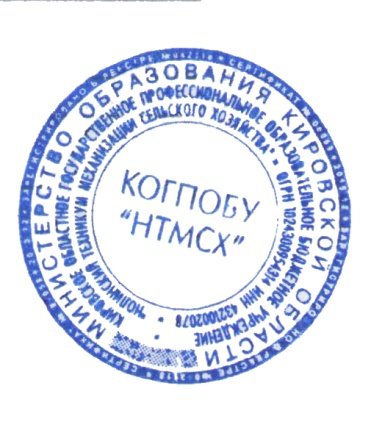 МИНИСТЕРСТВО ОБРАЗОВАНИЯ КИРОВСКОЙ ОБЛАСТИ
КИРОВСКОЕ ОБЛАСТНОЕ ГОСУДАРСТВЕННОЕ ПРОФЕССИОНАЛЬНОЕ ОБРАЗОВАТЕЛЬНОЕ БЮДЖЕТНОЕ УЧРЕЖДЕНИЕ
"НОЛИНСКИЙ ТЕХНИКУМ МЕХАНИЗАЦИИ СЕЛЬСКОГО ХОЗЯЙСТВА" * ОГРН 1024300954314 ИНН 4321002078
КОГПОБУ
"НТМСХ"